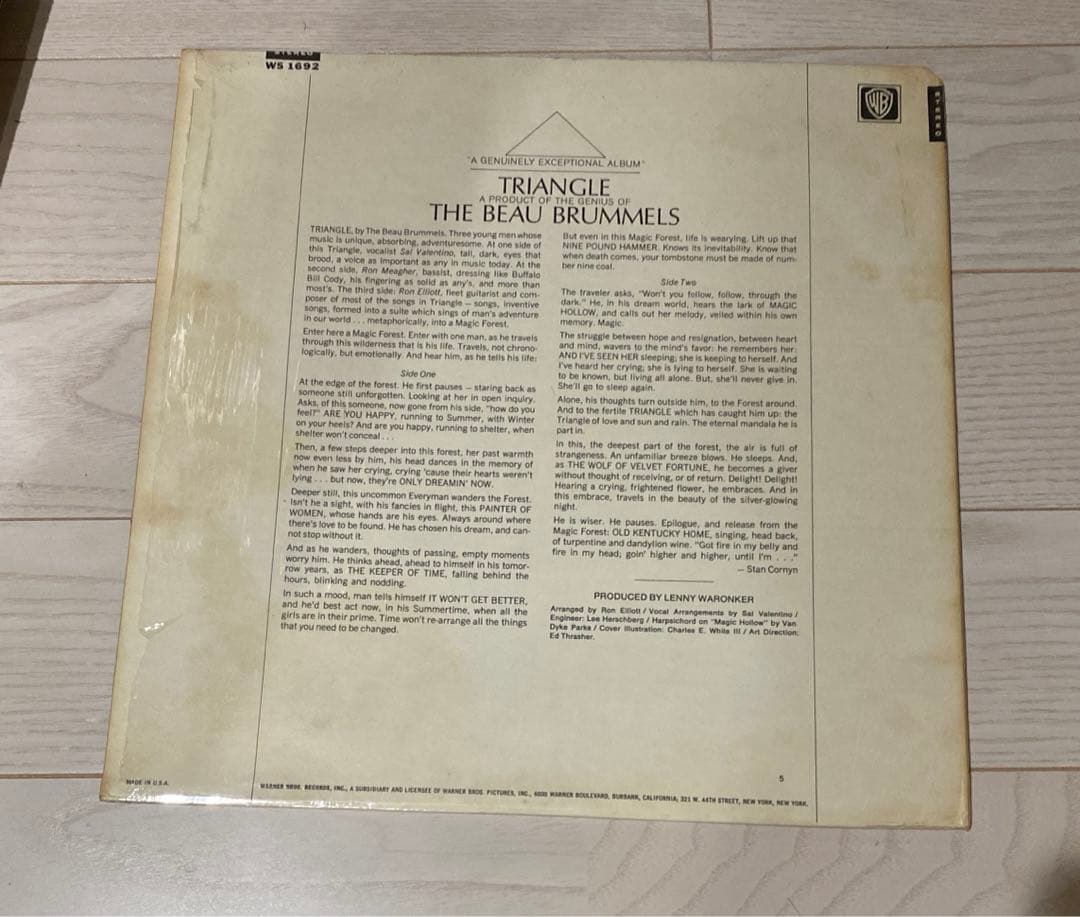 STEREO
WS 1692
WB
STEREO
"A GENUINELY EXCEPTIONAL ALBUM"
TRIANGLE
A PRODUCT OF THE GENIUS OF
THE BEAU BRUMMELS
TRIANGLE, by The Beau Brummels. Three young men whose
music is unique, absorbing, adventuresome. At one side of
this Triangle, vocalist Sal Valentino, tall, dark, eyes that
brood, a voice as important as any in music today. At the
second side, Ron Meagher, bassist, dressing like Buffalo
Bill Cody, his fingering as solid as any's, and more than
most's. The third side: Ron Elliott, fleet guitarist and com-
poser of most of the songs in Triangle — songs, inventive
songs, formed into a suite which sings of man's adventure
in our world . . . metaphorically, into a Magic Forest.
Enter here a Magic Forest. Enter with one man, as he travels
through this wilderness that is his life. Travels, not chrono-
logically, but emotionally. And hear him, as he tells his life:
Side One
At the edge of the forest. He first pauses — staring back as
someone still unforgotten. Looking at her in open inquiry.
Asks, of this someone, now gone from his side, "how do you
feel?" ARE YOU HAPPY, running to Summer, with Winter
on your heels? And are you happy, running to shelter, when
shelter won't conceal . . .
Then, a few steps deeper into this forest, her past warmth
now even less by him, his head dances in the memory of
when he saw her crying, crying 'cause their hearts weren't
lying . . . but now, they're ONLY DREAMIN' NOW.
Deeper still, this uncommon Everyman wanders the Forest.
Isn't he a sight, with his fancies in flight, this PAINTER OF
WOMEN, whose hands are his eyes. Always around where
there's love to be found. He has chosen his dream, and can-
not stop without it.
And as he wanders, thoughts of passing, empty moments
worry him. He thinks ahead, ahead to himself in his tomor-
row years, as THE KEEPER OF TIME, falling behind the
hours, blinking and nodding.
In such a mood, man tells himself IT WON'T GET BETTER,
and he'd best act now, in his Summertime, when all the
girls are in their prime. Time won't re-arrange all the things
that you need to be changed.
But even in this Magic Forest, life is wearying. Lift up that
NINE POUND HAMMER. Knows its inevitability. Know that
when death comes, your tombstone must be made of num-
ber nine coal.
Side Two
The traveler asks, "Won't you follow, follow, through the
dark." He, in his dream world, hears the lark of MAGIC
HOLLOW, and calls out her melody, veiled within his own
memory. Magic.
The struggle between hope and resignation, between heart
and mind, wavers to the mind's favor: he remembers her:
AND I'VE SEEN HER sleeping; she is keeping to herself. And
I've heard her crying; she is lying to herself. She is waiting
to be known, but living all alone. But, she'll never give in.
She'll go to sleep again.
Alone, his thoughts turn outside him, to the Forest around.
And to the fertile TRIANGLE which has caught him up: the
Triangle of love and sun and rain. The eternal mandala he is
part in.
In this, the deepest part of the forest, the air is full of
strangeness. An unfamiliar breeze blows. He sleeps. And,
as THE WOLF OF VELVET FORTUNE, he becomes a giver
without thought of receiving, or of return. Delight! Delight!
Hearing a crying, frightened flower, he embraces. And in
this embrace, travels in the beauty of the silver-glowing
night.
He is wiser. He pauses. Epilogue, and release from the
Magic Forest: OLD KENTUCKY HOME, singing, head back,
of turpentine and dandylion wine. "Got fire in my belly and
fire in my head; goin' higher and higher, until I'm . . ."
— Stan Cornyn
PRODUCED BY LENNY WARONKER
Arranged by Ron Elliott / Vocal Arrangements by Sal Valentino /
Engineer: Lee Herschberg / Harpsichord on "Magic Hollow" by Van
Dyke Parks / Cover Illustration: Charles E. White III / Art Direction:
Ed Thrasher.
5
MADE IN U.S.A.
WARNER BROS. RECORDS, INC., A SUBSIDIARY AND LICENSEE OF WARNER BROS. PICTURES, INC., 4000 WARNER BOULEVARD, BURBANK, CALIFORNIA; 321 W. 44TH STREET, NEW YORK, NEW YORK.